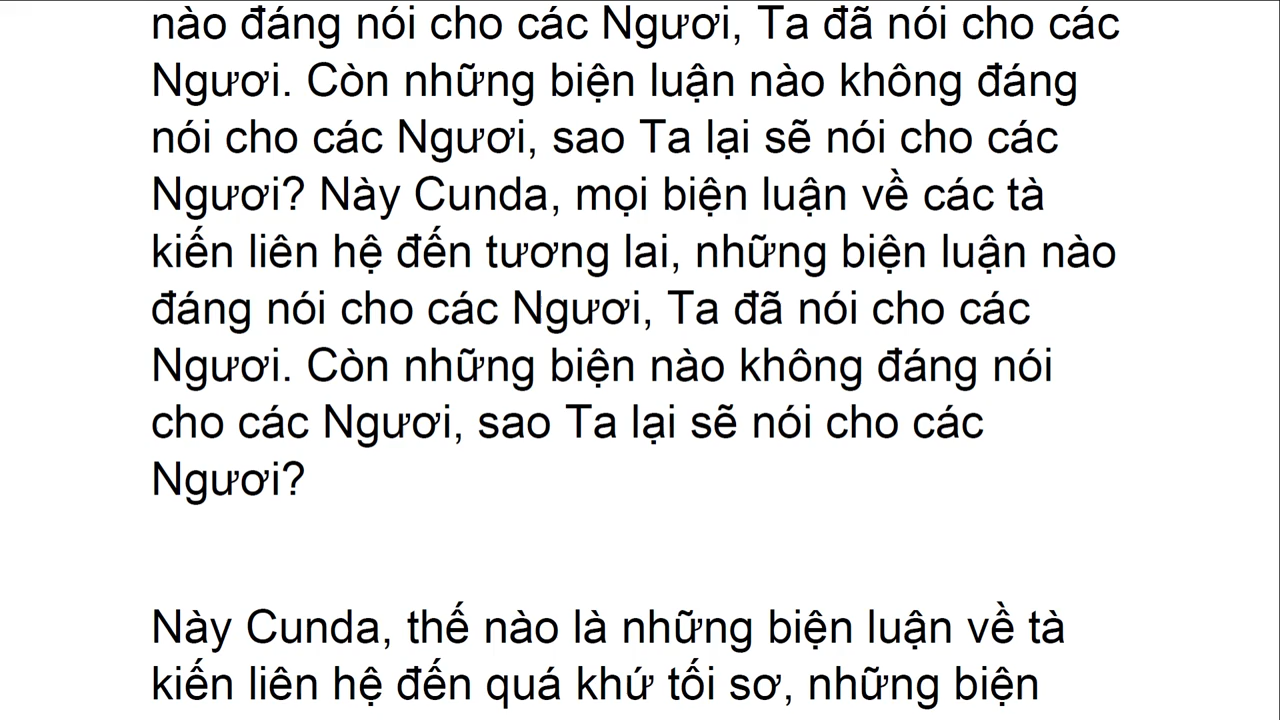 nào đáng nói cho các Ngươi, Ta đã nói cho các
Ngươi. Còn những biện luận nào không đáng
nói cho các Ngươi, sao Ta lại sẽ nói cho các
Ngươi? Này Cunda, mọi biện luận về các tà
kiến liên hệ đến tương lai, những biện luận nào
đáng nói cho các Ngươi, Ta đã nói cho các
Ngươi. Còn những biện nào không đáng nói
cho các Ngươi, sao Ta lại sẽ nói cho các
Ngươi?
Này Cunda, thế nào là những biện luận về tà
kiến liên hệ đến quá khứ tối sơ, những biện